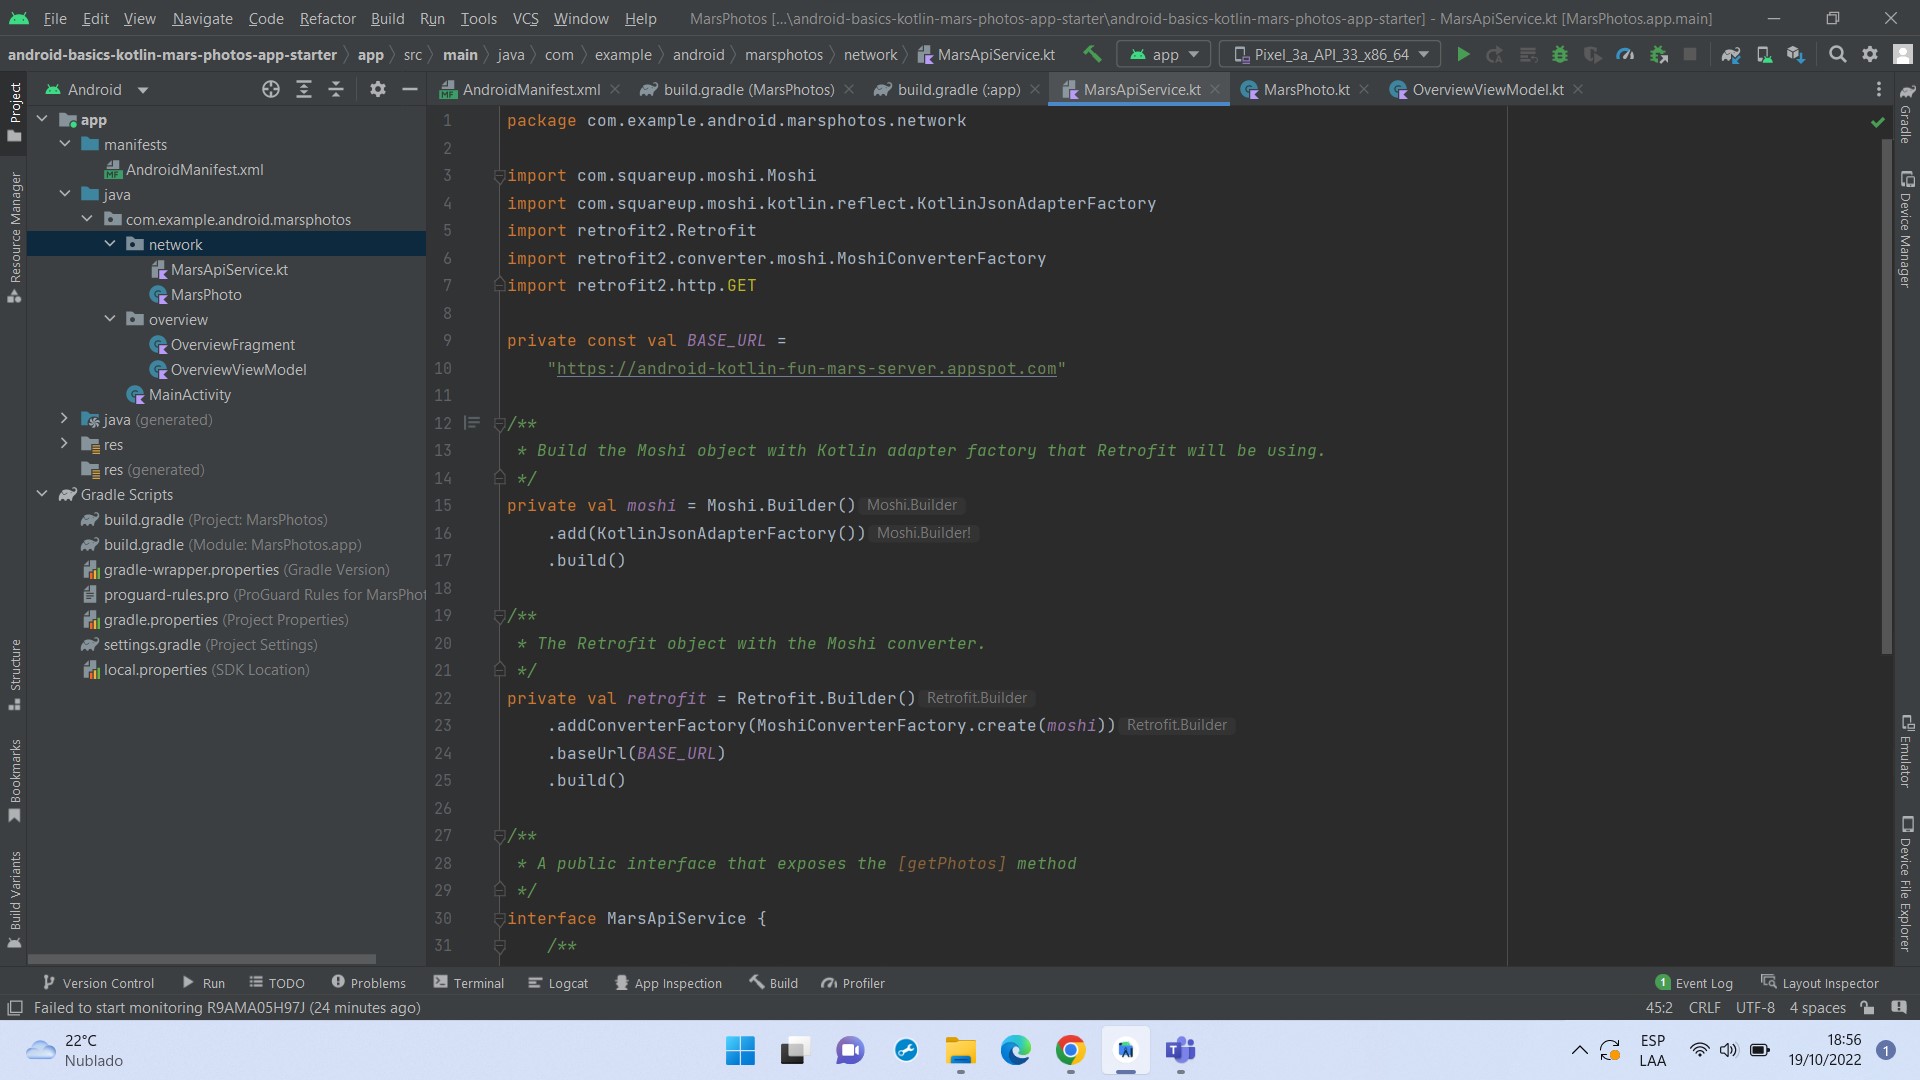 File Edit View Navigate Code Refactor Build Run Tools VCS Window Help MarsPhotos [...\android-basics-kotlin-mars-photos-app-starter\android-basics-kotlin-mars-photos-app-starter] - MarsApiService.kt [MarsPhotos.app.main]
android-basics-kotlin-mars-photos-app-starter app src main java com example android marsphotos network MarsApiService.kt app Pixel_3a_API_33_x86_64
Android AndroidManifest.xml build.gradle (MarsPhotos) build.gradle (:app) MarsApiService.kt MarsPhoto.kt OverviewViewModel.kt
Project
Resource Manager
Structure
Bookmarks
Build Variants
app
manifests
AndroidManifest.xml
java
com.example.android.marsphotos
network
MarsApiService.kt
MarsPhoto
overview
OverviewFragment
OverviewViewModel
MainActivity
java (generated)
res
res (generated)
Gradle Scripts
build.gradle (Project: MarsPhotos)
build.gradle (Module: MarsPhotos.app)
gradle-wrapper.properties (Gradle Version)
proguard-rules.pro (ProGuard Rules for MarsPhot
gradle.properties (Project Properties)
settings.gradle (Project Settings)
local.properties (SDK Location)
1 package com.example.android.marsphotos.network
2
3 import com.squareup.moshi.Moshi
4 import com.squareup.moshi.kotlin.reflect.KotlinJsonAdapterFactory
5 import retrofit2.Retrofit
6 import retrofit2.converter.moshi.MoshiConverterFactory
7 import retrofit2.http.GET
8
9 private const val BASE_URL =
10 "https://android-kotlin-fun-mars-server.appspot.com"
11
12 /**
13 * Build the Moshi object with Kotlin adapter factory that Retrofit will be using.
14 */
15 private val moshi = Moshi.Builder() Moshi.Builder
16 .add(KotlinJsonAdapterFactory()) Moshi.Builder!
17 .build()
18
19 /**
20 * The Retrofit object with the Moshi converter.
21 */
22 private val retrofit = Retrofit.Builder() Retrofit.Builder
23 .addConverterFactory(MoshiConverterFactory.create(moshi)) Retrofit.Builder
24 .baseUrl(BASE_URL)
25 .build()
26
27 /**
28 * A public interface that exposes the [getPhotos] method
29 */
30 interface MarsApiService {
31 /**
Gradle
Device Manager
Emulator
Device File Explorer
Version Control Run TODO Problems Terminal Logcat App Inspection Build Profiler 1 Event Log Layout Inspector
Failed to start monitoring R9AMA05H97J (24 minutes ago) 45:2 CRLF UTF-8 4 spaces
22°C
Nublado
ESP
LAA
18:56
19/10/2022
1